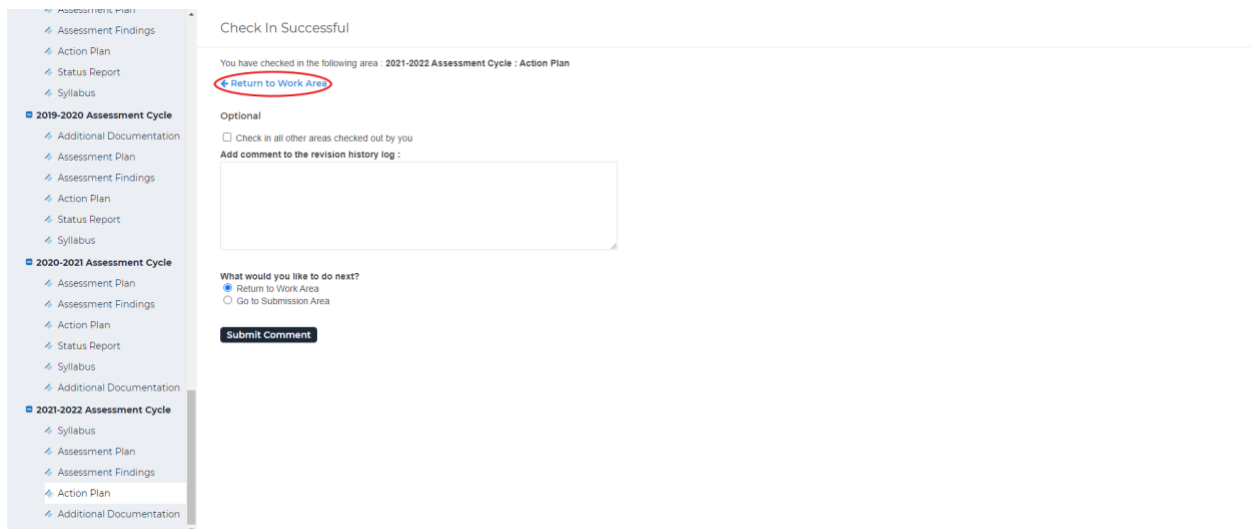 Assessment Plan
Assessment Findings
Action Plan
Status Report
Syllabus
2019-2020 Assessment Cycle
Additional Documentation
Assessment Plan
Assessment Findings
Action Plan
Status Report
Syllabus
2020-2021 Assessment Cycle
Assessment Plan
Assessment Findings
Action Plan
Status Report
Syllabus
Additional Documentation
2021-2022 Assessment Cycle
Syllabus
Assessment Plan
Assessment Findings
Action Plan
Additional Documentation
Check In Successful
You have checked in the following area : 2021-2022 Assessment Cycle : Action Plan
Return to Work Area
Optional
Check in all other areas checked out by you
Add comment to the revision history log :
What would you like to do next?
Return to Work Area
Go to Submission Area
Submit Comment